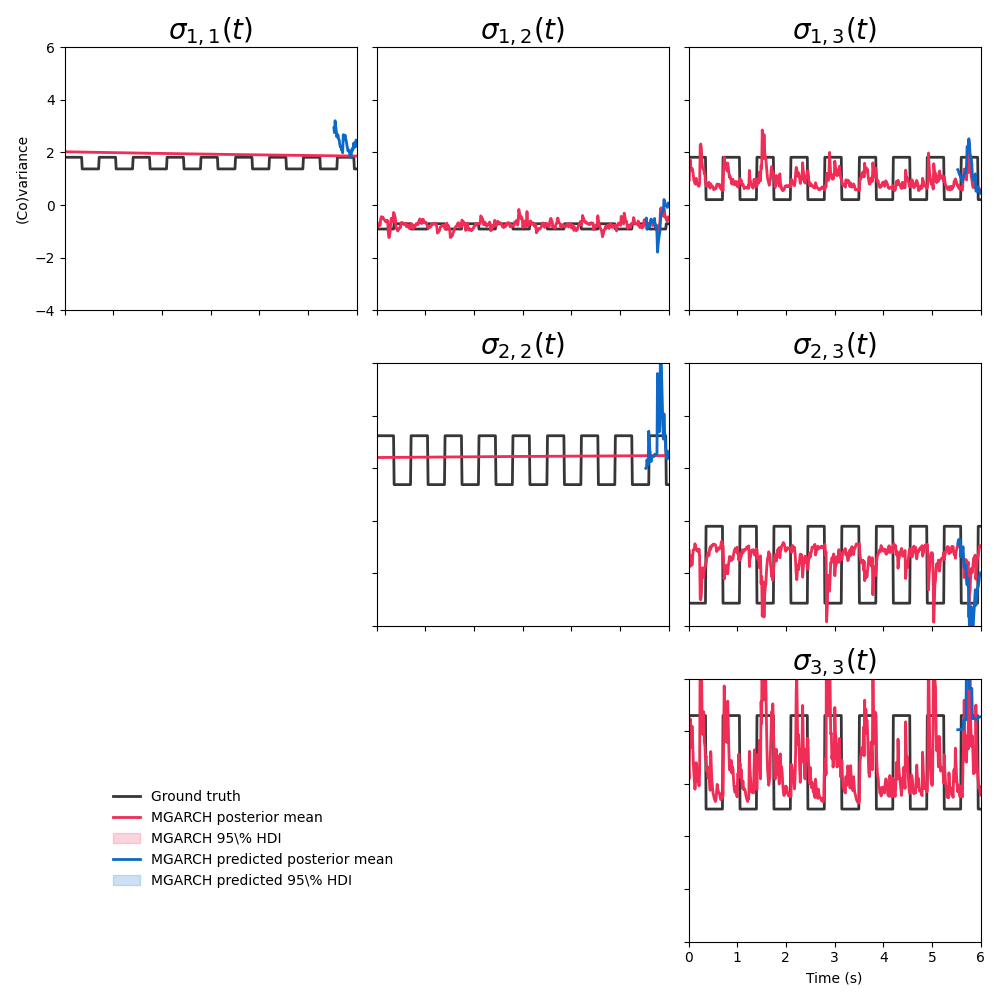 σ₁,₁(t) σ₁,₂(t) σ₁,₃(t)
6
4
2
0
−2
−4
(Co)variance
σ₂,₂(t) σ₂,₃(t)
σ₃,₃(t)
Ground truth
MGARCH posterior mean
MGARCH 95\% HDI
MGARCH predicted posterior mean
MGARCH predicted 95\% HDI
0 1 2 3 4 5 6
Time (s)